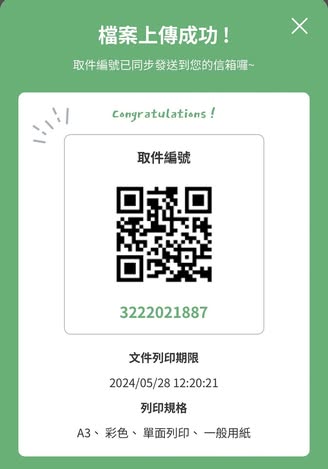 檔案上傳成功！
取件編號已同步發送到您的信箱囉~
Congratulations！
取件編號
3222021887
文件列印期限
2024/05/28 12:20:21
列印規格
A3、彩色、單面列印、一般用紙